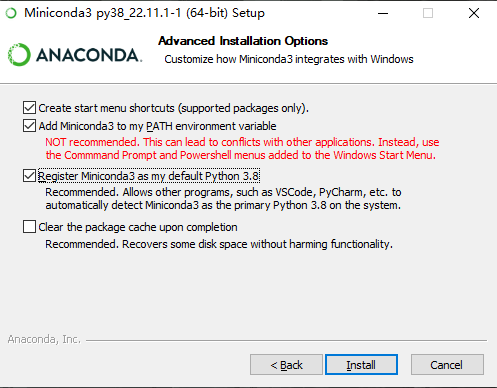 Miniconda3 py38_22.11.1-1 (64-bit) Setup
ANACONDA.
Advanced Installation Options
Customize how Miniconda3 integrates with Windows
Create start menu shortcuts (supported packages only).
Add Miniconda3 to my PATH environment variable
NOT recommended. This can lead to conflicts with other applications. Instead, use
the Commmand Prompt and Powershell menus added to the Windows Start Menu.
Register Miniconda3 as my default Python 3.8
Recommended. Allows other programs, such as VSCode, PyCharm, etc. to
automatically detect Miniconda3 as the primary Python 3.8 on the system.
Clear the package cache upon completion
Recommended. Recovers some disk space without harming functionality.
Anaconda, Inc.
< Back
Install
Cancel